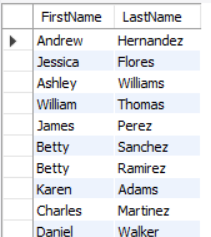 FirstName LastName
Andrew Hernandez
Jessica Flores
Ashley Williams
William Thomas
James Perez
Betty Sanchez
Betty Ramirez
Karen Adams
Charles Martinez
Daniel Walker